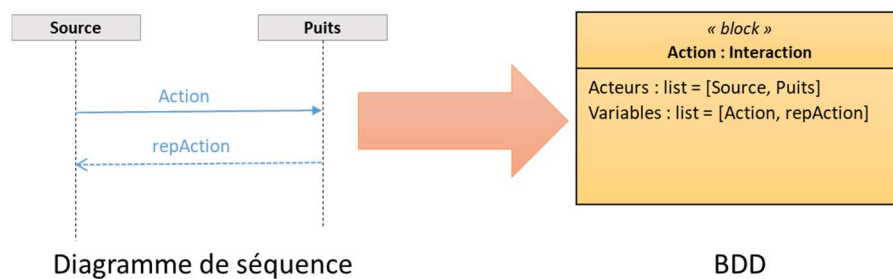 Source
Puits
Action
repAction
Diagramme de séquence
« block »
Action : Interaction
Acteurs : list = [Source, Puits]
Variables : list = [Action, repAction]
BDD